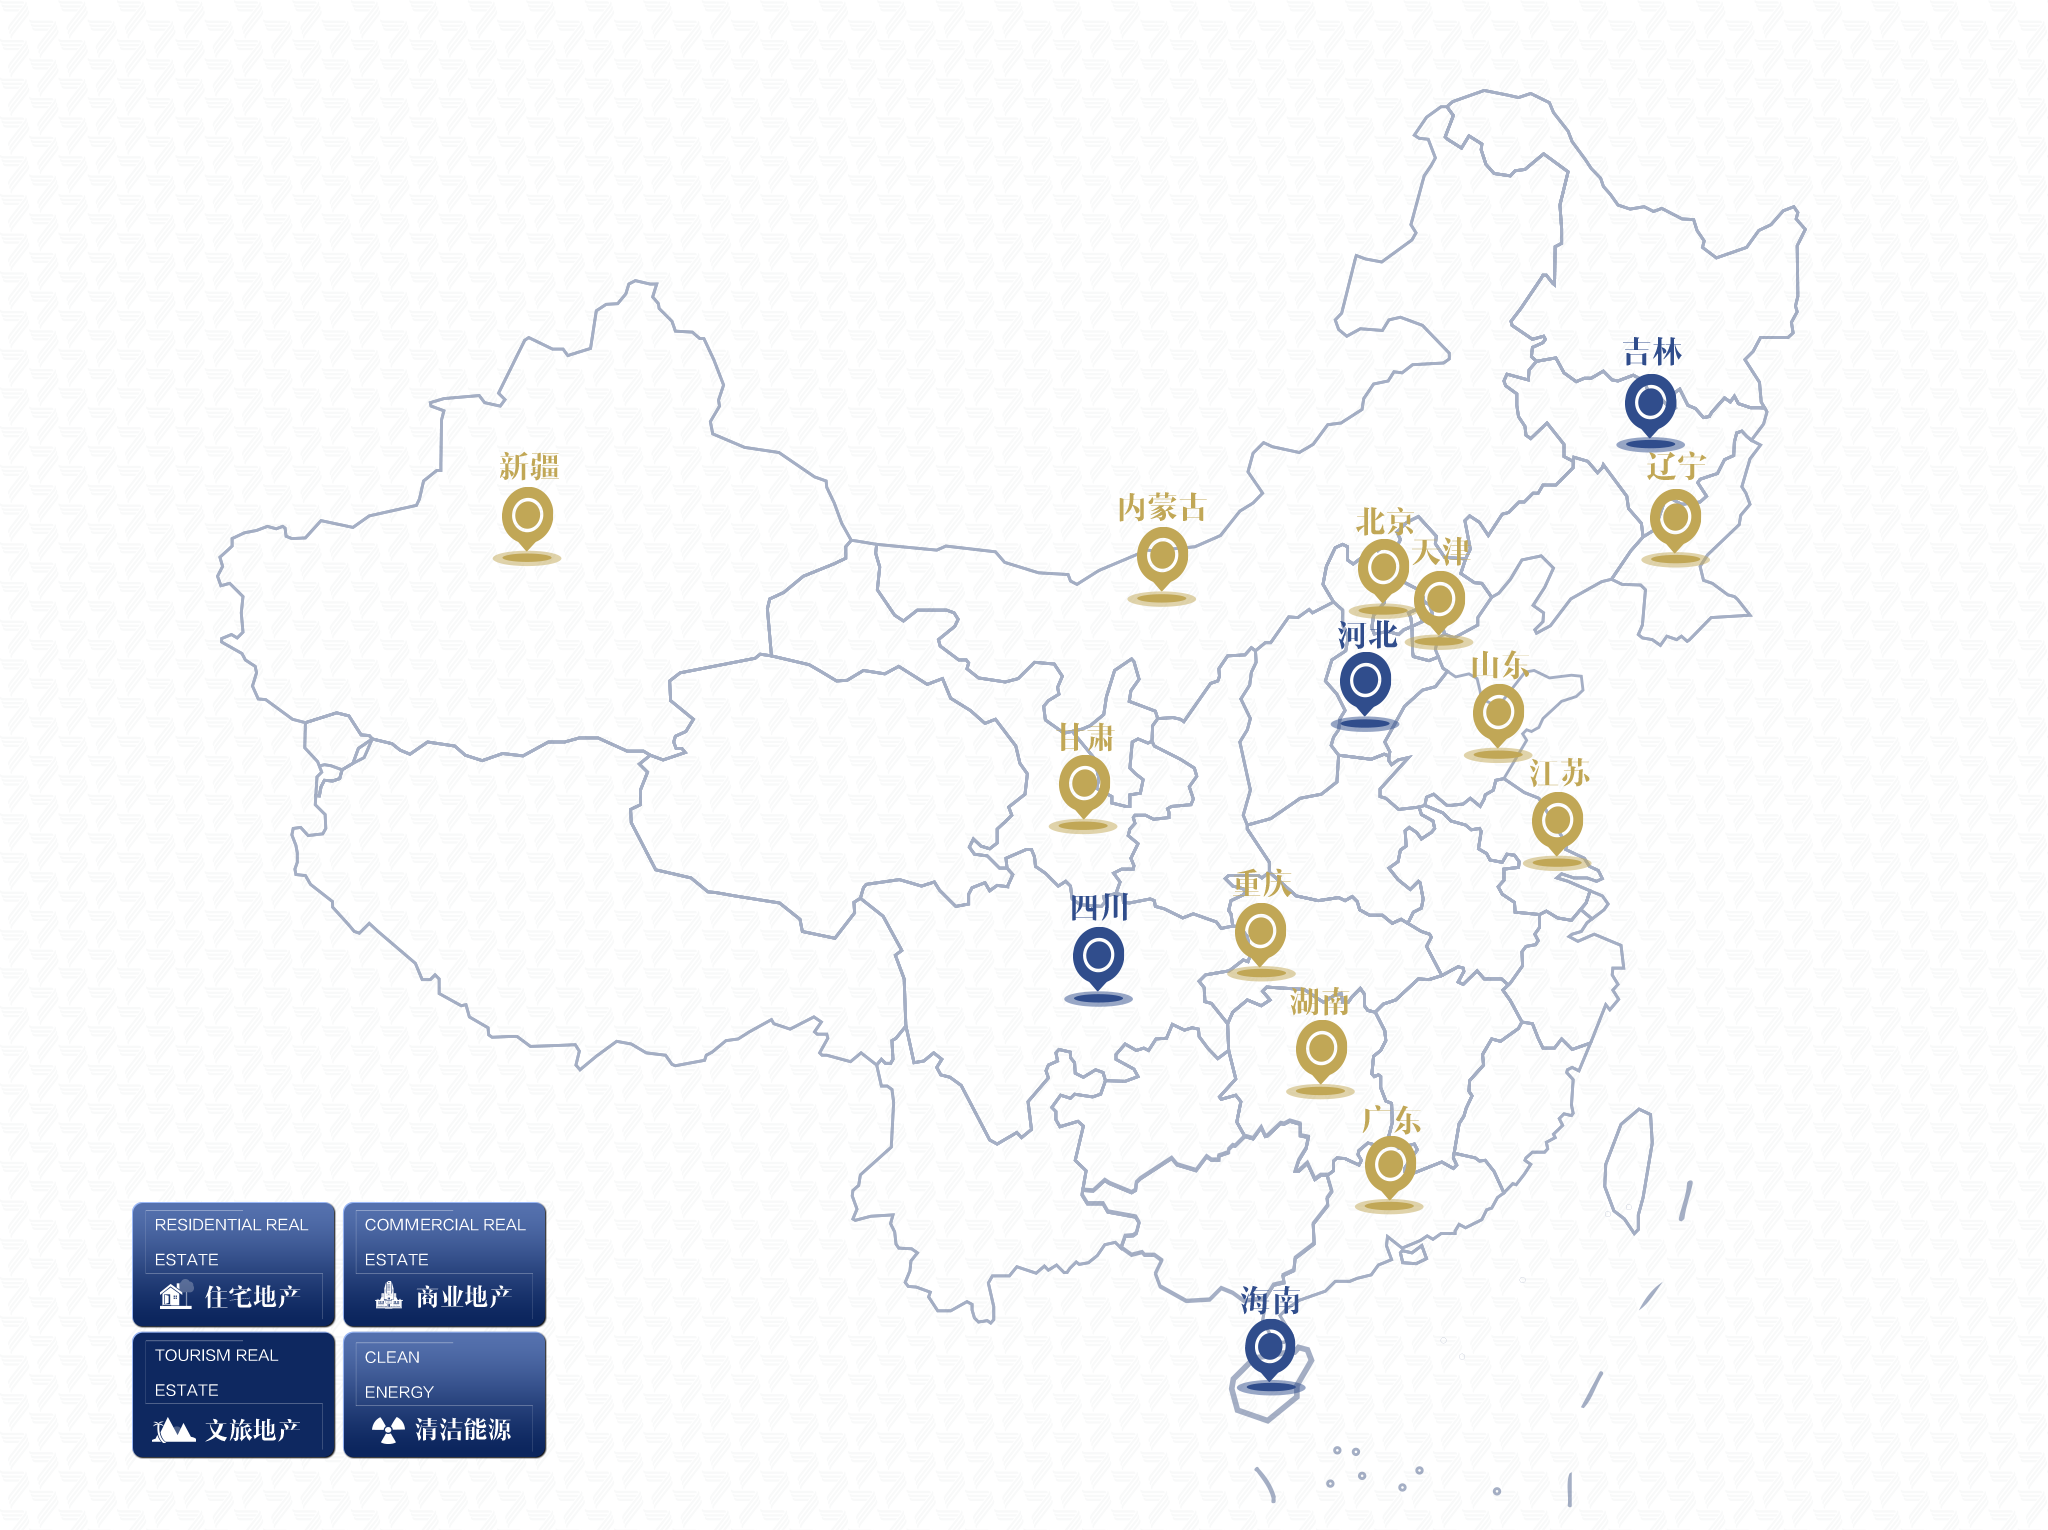 吉林
新疆
辽宁
内蒙古
北京
天津
河北
山东
甘肃
江苏
重庆
四川
湖南
广东
海南
RESIDENTIAL REAL
ESTATE
住宅地产
COMMERCIAL REAL
ESTATE
商业地产
TOURISM REAL
ESTATE
文旅地产
CLEAN
ENERGY
清洁能源